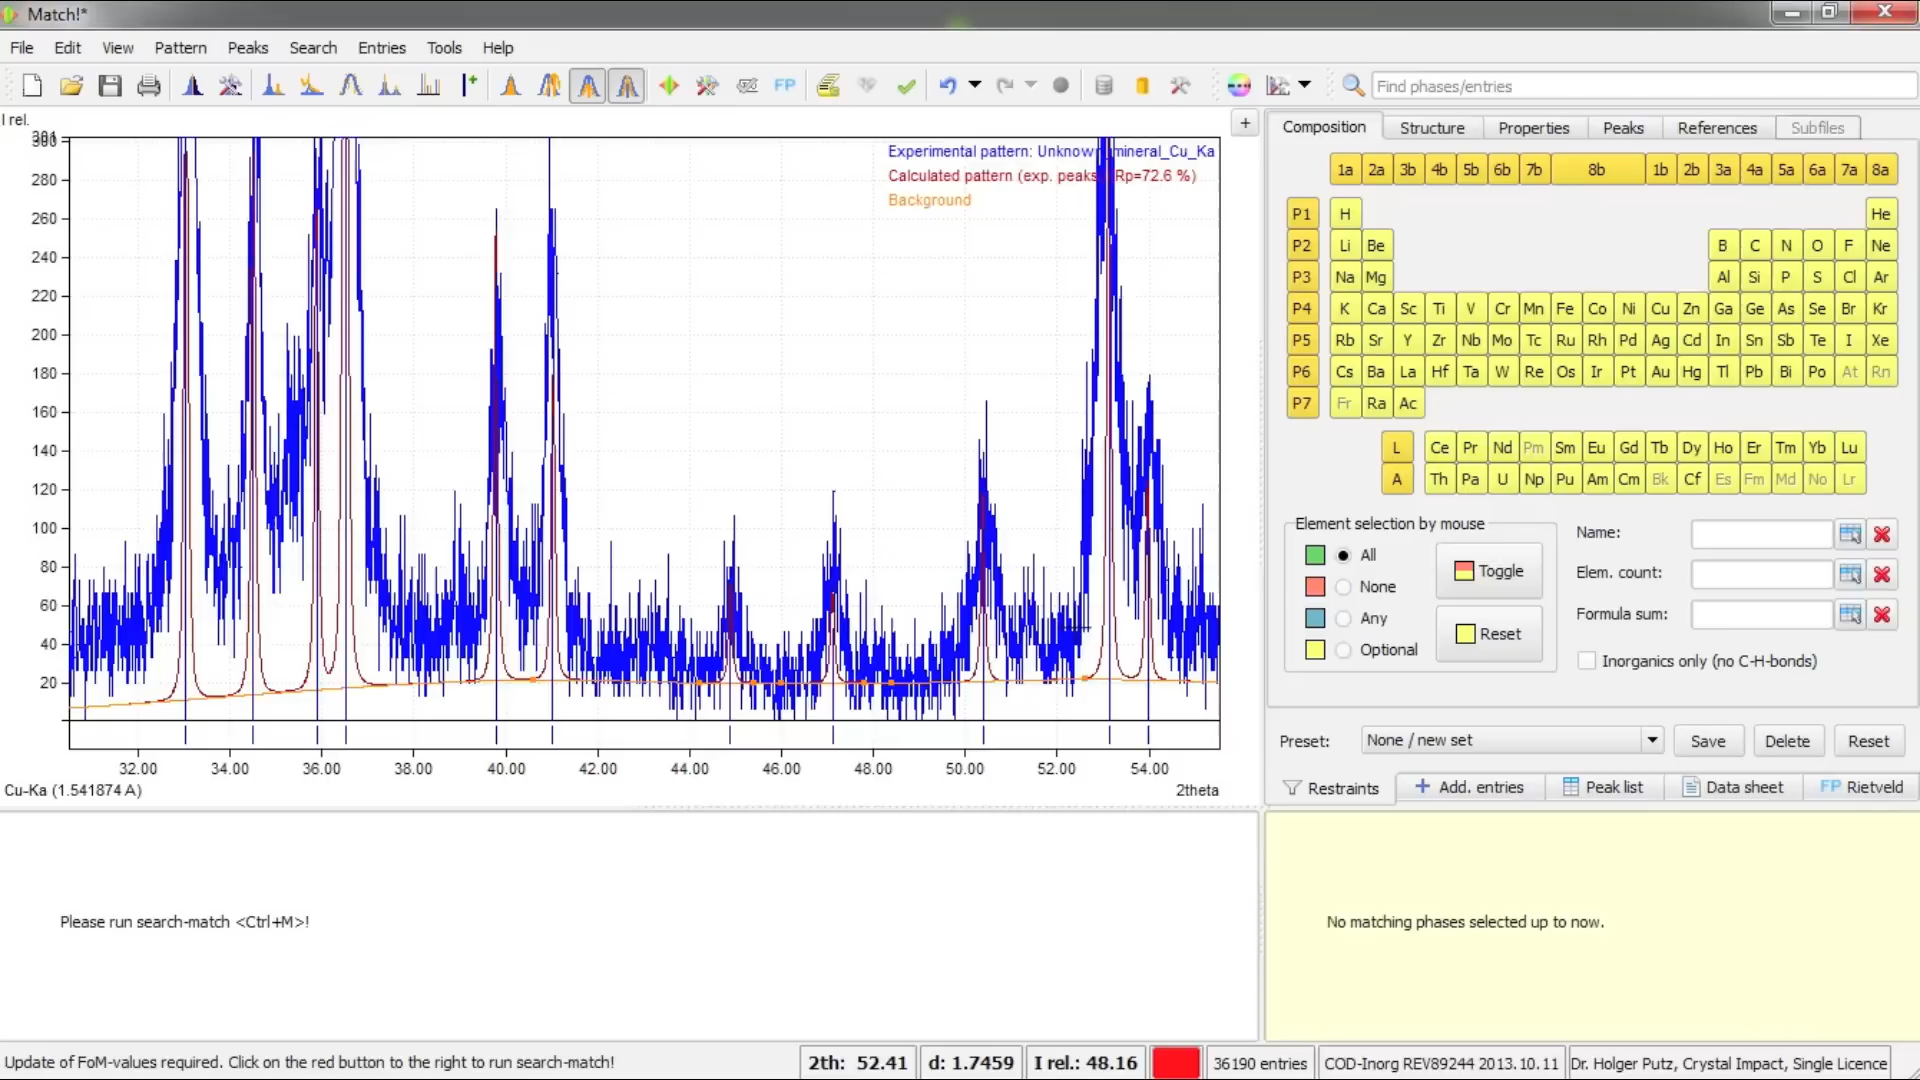 Match!*
File Edit View Pattern Peaks Search Entries Tools Help
FP
Find phases/entries
I rel.
280
260
240
220
200
180
160
140
120
100
80
60
40
20
32.00 34.00 36.00 38.00 40.00 42.00 44.00 46.00 48.00 50.00 52.00 54.00
Cu-Ka (1.541874 A)
2theta
Background
+
Composition Structure Properties Peaks References Subfiles
1a 2a 3b 4b 5b 6b 7b 8b 1b 2b 3a 4a 5a 6a 7a 8a
P1 H He
P2 Li Be B C N O F Ne
P3 Na Mg Al Si P S Cl Ar
P4 K Ca Sc Ti V Cr Mn Fe Co Ni Cu Zn Ga Ge As Se Br Kr
P5 Rb Sr Y Zr Nb Mo Tc Ru Rh Pd Ag Cd In Sn Sb Te I Xe
P6 Cs Ba La Hf Ta W Re Os Ir Pt Au Hg Tl Pb Bi Po At Rn
P7 Fr Ra Ac
L Ce Pr Nd Pm Sm Eu Gd Tb Dy Ho Er Tm Yb Lu
A Th Pa U Np Pu Am Cm Bk Cf Es Fm Md No Lr
Element selection by mouse
All
None
Any
Optional
Toggle
Reset
Name:
Elem. count:
Formula sum:
Inorganics only (no C-H-bonds)
Preset: None / new set Save Delete Reset
Restraints Add. entries Peak list Data sheet FP Rietveld
Experimental pattern: mineral_Cu_Ka
Calculated pattern (exp. peaks Rp=72.6 %)
Please run search-match <Ctrl+M>!
No matching phases selected up to now.
Update of FoM-values required. Click on the red button to the right to run search-match!
2th: 52.41 d: 1.7459 I rel.: 48.16 36190 entries COD-Inorg REV89244 2013.10.11 Dr. Holger Putz, Crystal Impact, Single Licence